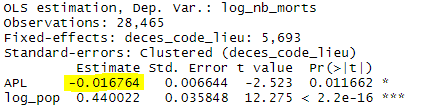 OLS estimation, Dep. Var.: log_nb_morts
Observations: 28,465
Fixed-effects: deces_code_lieu: 5,693
Standard-errors: Clustered (deces_code_lieu)
Estimate Std. Error t value Pr(>|t|)
APL -0.016764 0.006644 -2.523 0.011662 *
log_pop 0.440022 0.035848 12.275 < 2.2e-16 ***